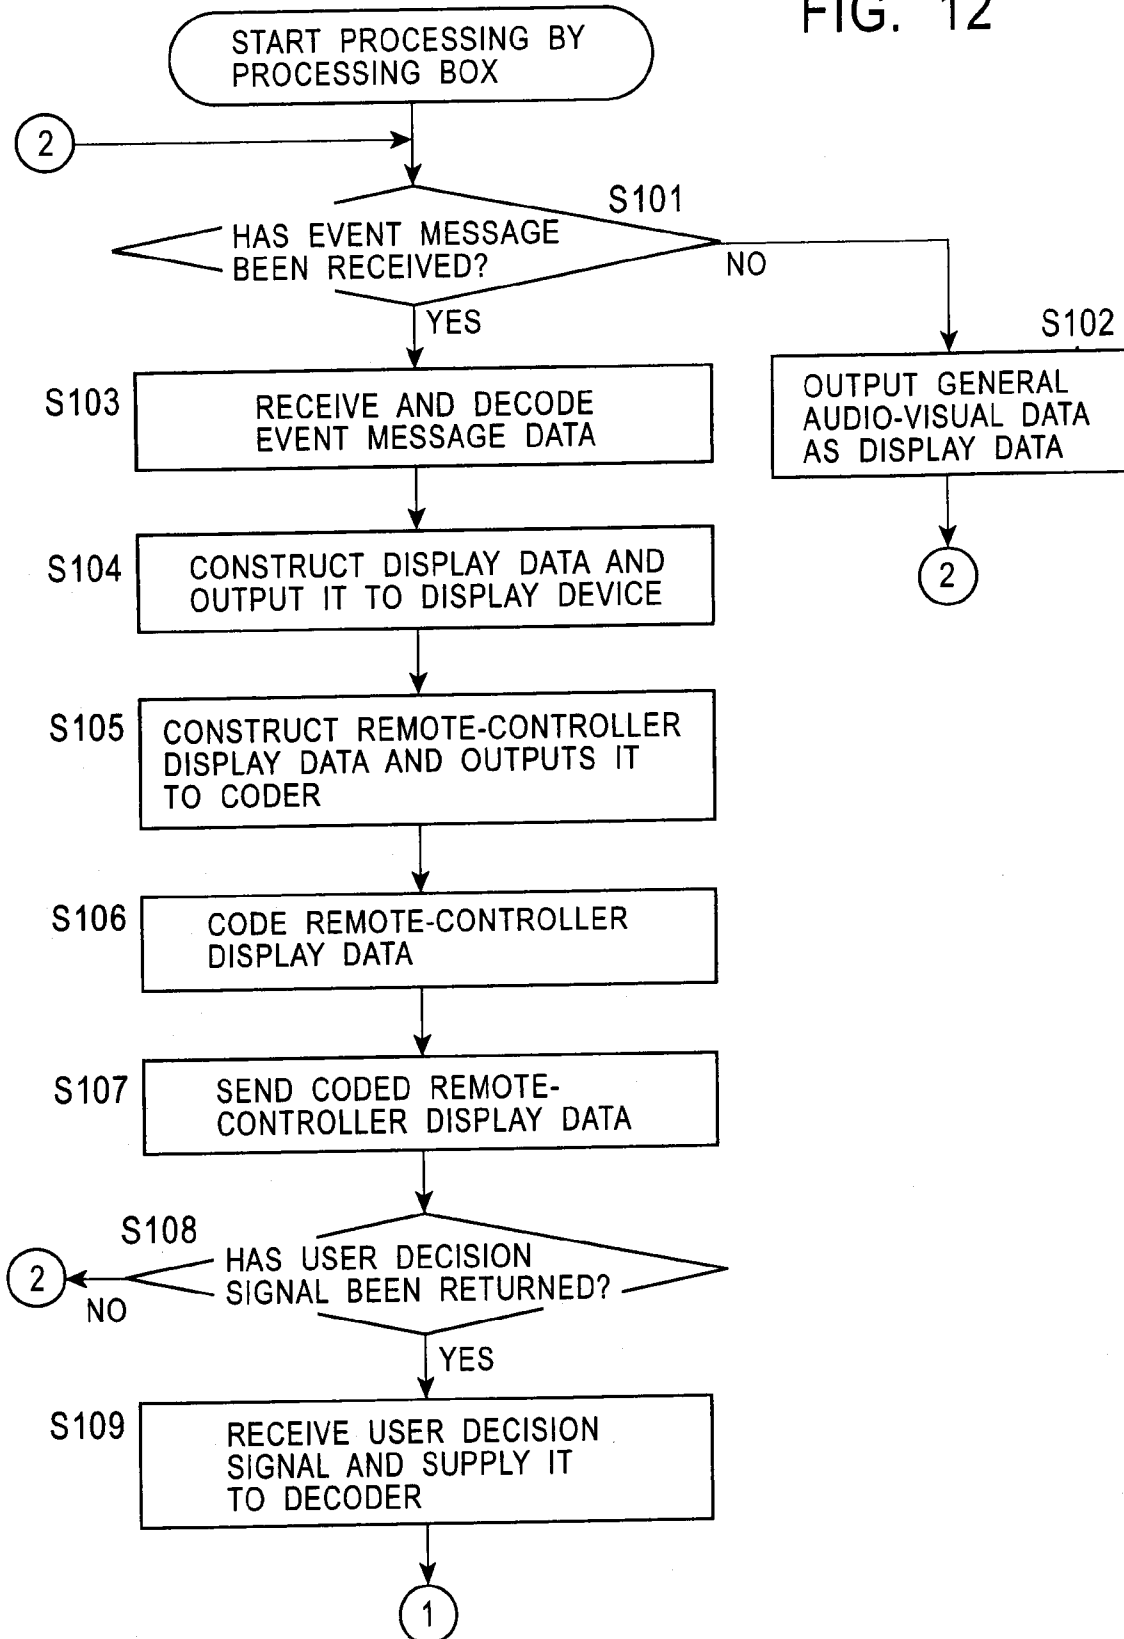 FIG. 12
START PROCESSING BY
PROCESSING BOX
2
S101
HAS EVENT MESSAGE
BEEN RECEIVED?
NO
YES
S102
OUTPUT GENERAL
AUDIO-VISUAL DATA
AS DISPLAY DATA
2
S103
RECEIVE AND DECODE
EVENT MESSAGE DATA
S104
CONSTRUCT DISPLAY DATA AND
OUTPUT IT TO DISPLAY DEVICE
S105
CONSTRUCT REMOTE-CONTROLLER
DISPLAY DATA AND OUTPUTS IT
TO CODER
S106
CODE REMOTE-CONTROLLER
DISPLAY DATA
S107
SEND CODED REMOTE-
CONTROLLER DISPLAY DATA
S108
HAS USER DECISION
SIGNAL BEEN RETURNED?
2
NO
YES
S109
RECEIVE USER DECISION
SIGNAL AND SUPPLY IT
TO DECODER
1